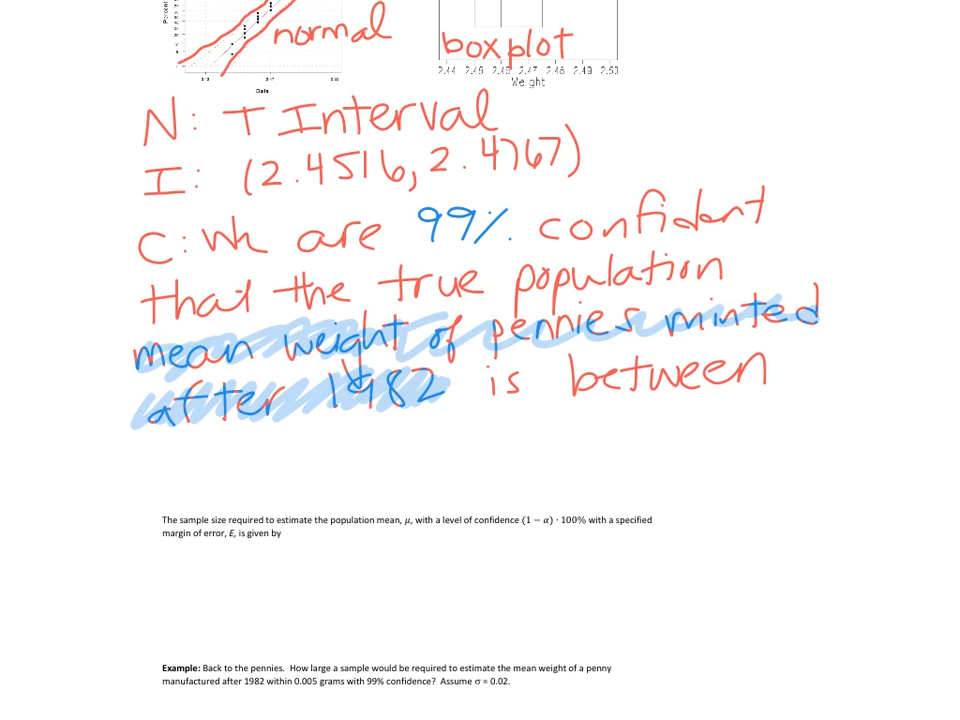 normal
boxplot
2.44 2.45 2.46 2.47 2.48 2.49 2.50
Weight
Data
N: T Interval
I: (2.4516, 2.4767)
C: We are 99% confident
that the true population
mean weight of pennies minted
after 1982 is between
The sample size required to estimate the population mean, μ, with a level of confidence (1 − α) · 100% with a specified
margin of error, E, is given by
Example: Back to the pennies. How large a sample would be required to estimate the mean weight of a penny
manufactured after 1982 within 0.005 grams with 99% confidence? Assume σ = 0.02.